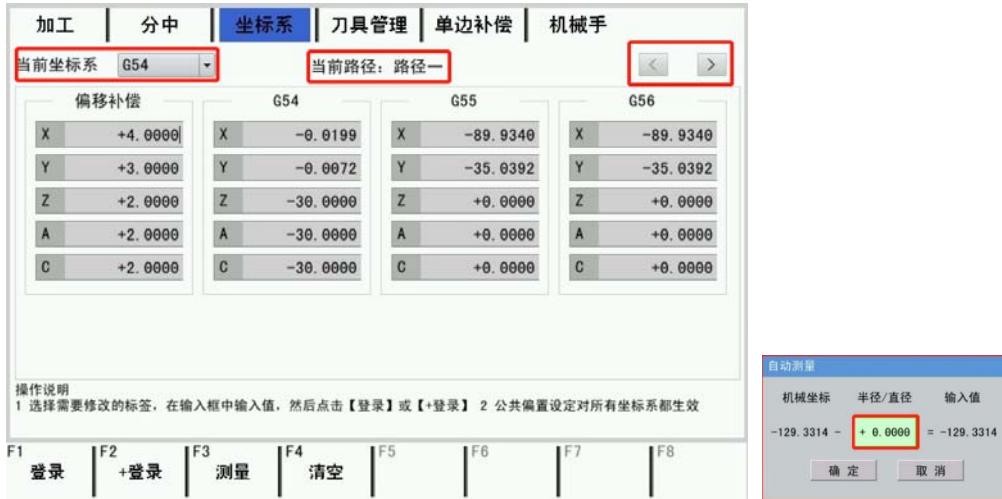 加工 分中 坐标系 刀具管理 单边补偿 机械手
当前坐标系 G54 当前路径：路径一 < >
偏移补偿 G54 G55 G56
X +4.0000 X -0.0199 X -89.9340 X -89.9340
Y +3.0000 Y -0.0072 Y -35.0392 Y -35.0392
Z +2.0000 Z -30.0000 Z +0.0000 Z +0.0000
A +2.0000 A -30.0000 A +0.0000 A +0.0000
C +2.0000 C -30.0000 C +0.0000 C +0.0000
操作说明
1 选择需要修改的标签，在输入框中输入值，然后点击【登录】或【+登录】 2 公共偏置设定对所有坐标系都生效
F1 F2 F3 F4 F5 F6 F7 F8
登录 +登录 测量 清空
自动测量
机械坐标 半径/直径 输入值
-129.3314 - + 0.0000 = -129.3314
确 定 取 消